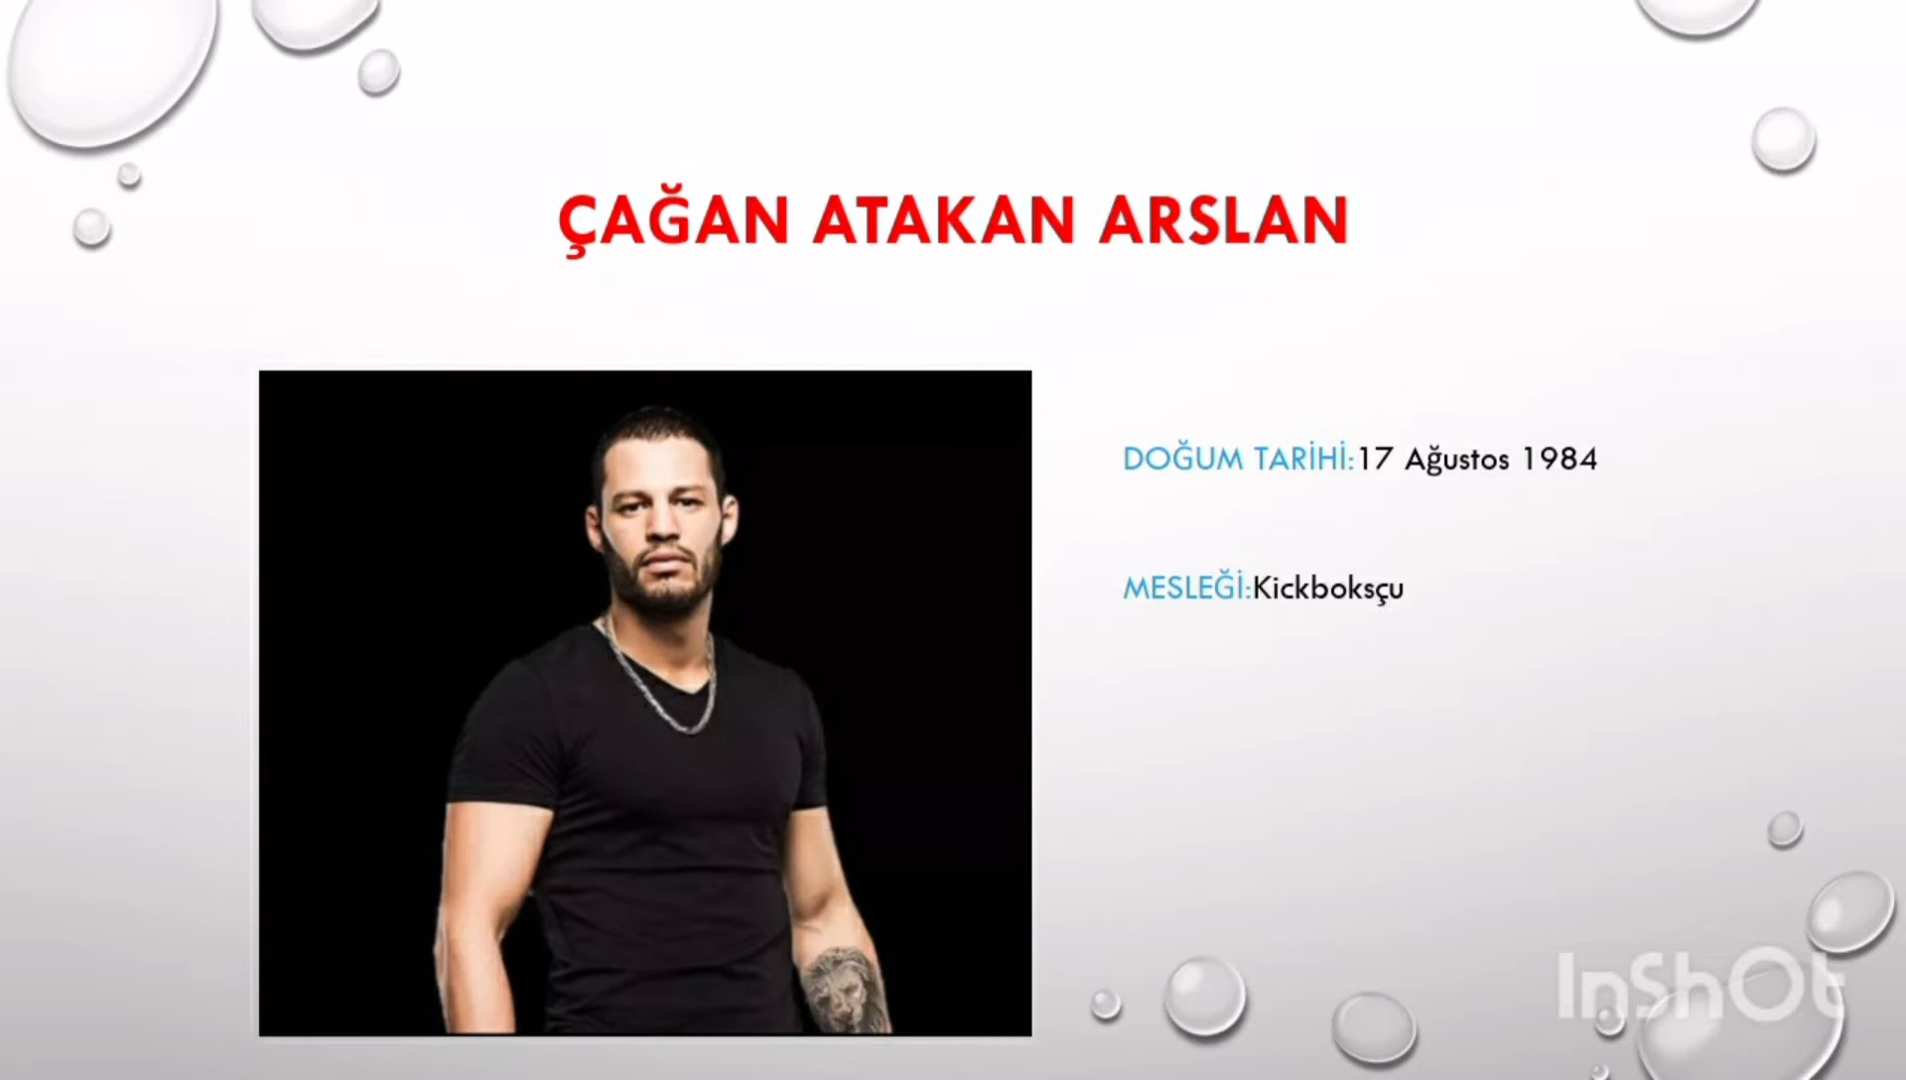 ÇAĞAN ATAKAN ARSLAN
DOĞUM TARİHİ:17 Ağustos 1984
MESLEĞİ:Kickboksçu
InShOt